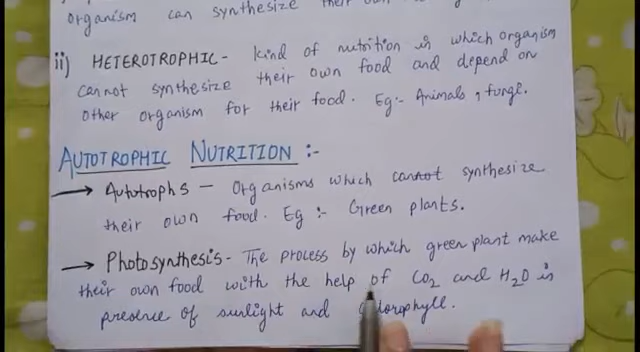 organism can synthesize their own
ii) HETEROTROPHIC - kind of nutrition in which organism
cannot synthesize their own food and depend on
other organism for their food. Eg:- Animals, fungi.
AUTOTROPHIC NUTRITION :-
→ Autotrophs - Organisms which cannot synthesize
their own food. Eg :- Green plants.
→ Photosynthesis - The process by which green plant make
their own food with the help of CO2 and H2O in
presence of sunlight and chlorophyll.